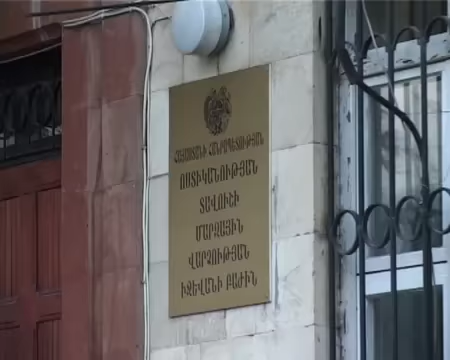 ՀԱՅԱՍՏԱՆԻ ՀԱՆՐԱՊԵՏՈՒԹՅԱՆ
ՈՍՏԻԿԱՆՈՒԹՅԱՆ
ՏԱՎՈՒՇԻ
ՄԱՐԶԱՅԻՆ
ՎԱՐՉՈՒԹՅԱՆ
ԻՋԵՎԱՆԻ ԲԱԺԻՆ